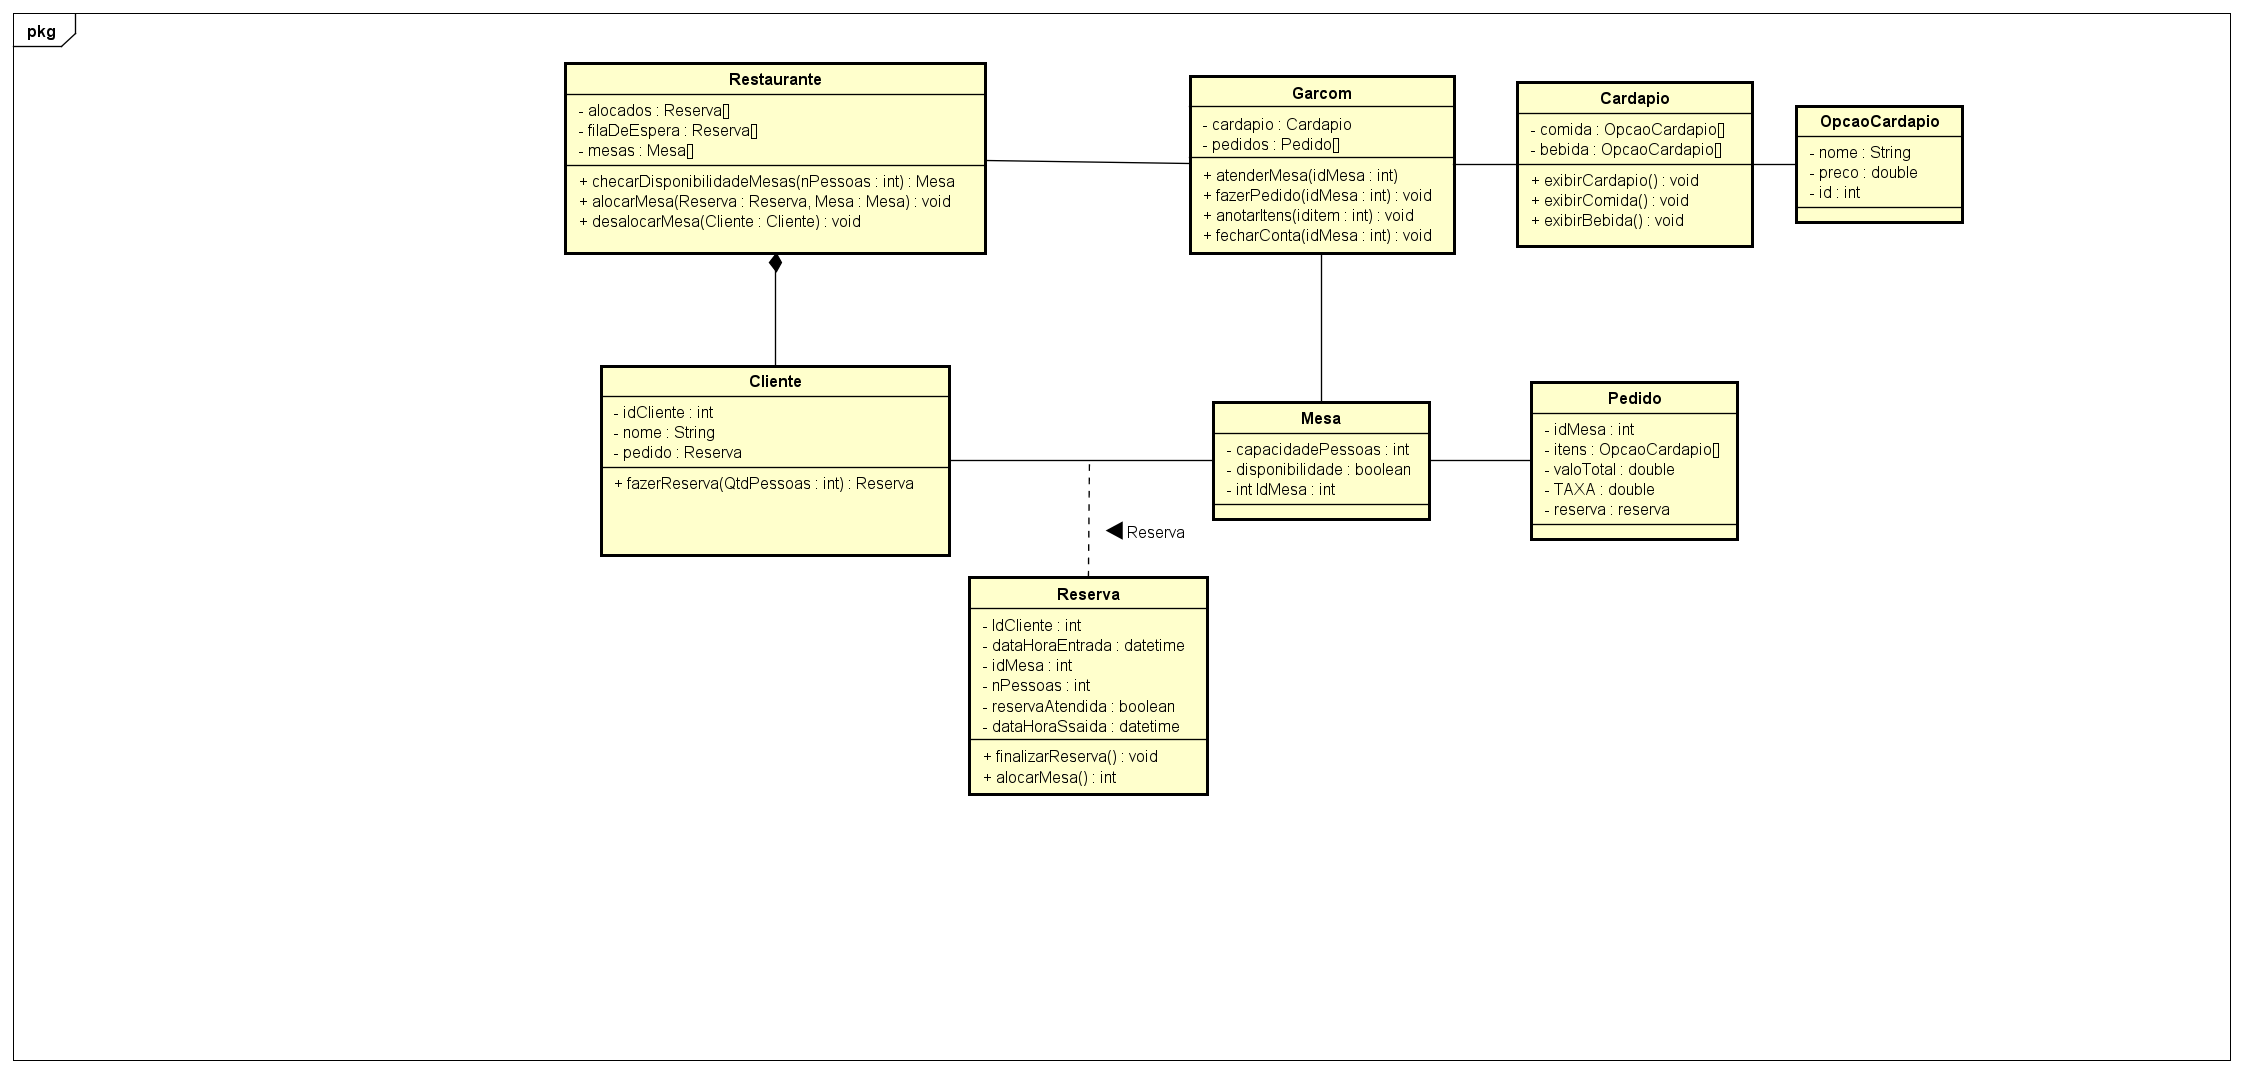 pkg
Restaurante
- alocados : Reserva[]
- filaDeEspera : Reserva[]
- mesas : Mesa[]
+ checarDisponibilidadeMesas(nPessoas : int) : Mesa
+ alocarMesa(Reserva : Reserva, Mesa : Mesa) : void
+ desalocarMesa(Cliente : Cliente) : void
Garcom
- cardapio : Cardapio
- pedidos : Pedido[]
+ atenderMesa(idMesa : int)
+ fazerPedido(idMesa : int) : void
+ anotarItens(iditem : int) : void
+ fecharConta(idMesa : int) : void
Cardapio
- comida : OpcaoCardapio[]
- bebida : OpcaoCardapio[]
+ exibirCardapio() : void
+ exibirComida() : void
+ exibirBebida() : void
OpcaoCardapio
- nome : String
- preco : double
- id : int
Cliente
- idCliente : int
- nome : String
- pedido : Reserva
+ fazerReserva(QtdPessoas : int) : Reserva
Mesa
- capacidadePessoas : int
- disponibilidade : boolean
- int IdMesa : int
Pedido
- idMesa : int
- itens : OpcaoCardapio[]
- valoTotal : double
- TAXA : double
- reserva : reserva
Reserva
Reserva
- IdCliente : int
- dataHoraEntrada : datetime
- idMesa : int
- nPessoas : int
- reservaAtendida : boolean
- dataHoraSsaida : datetime
+ finalizarReserva() : void
+ alocarMesa() : int